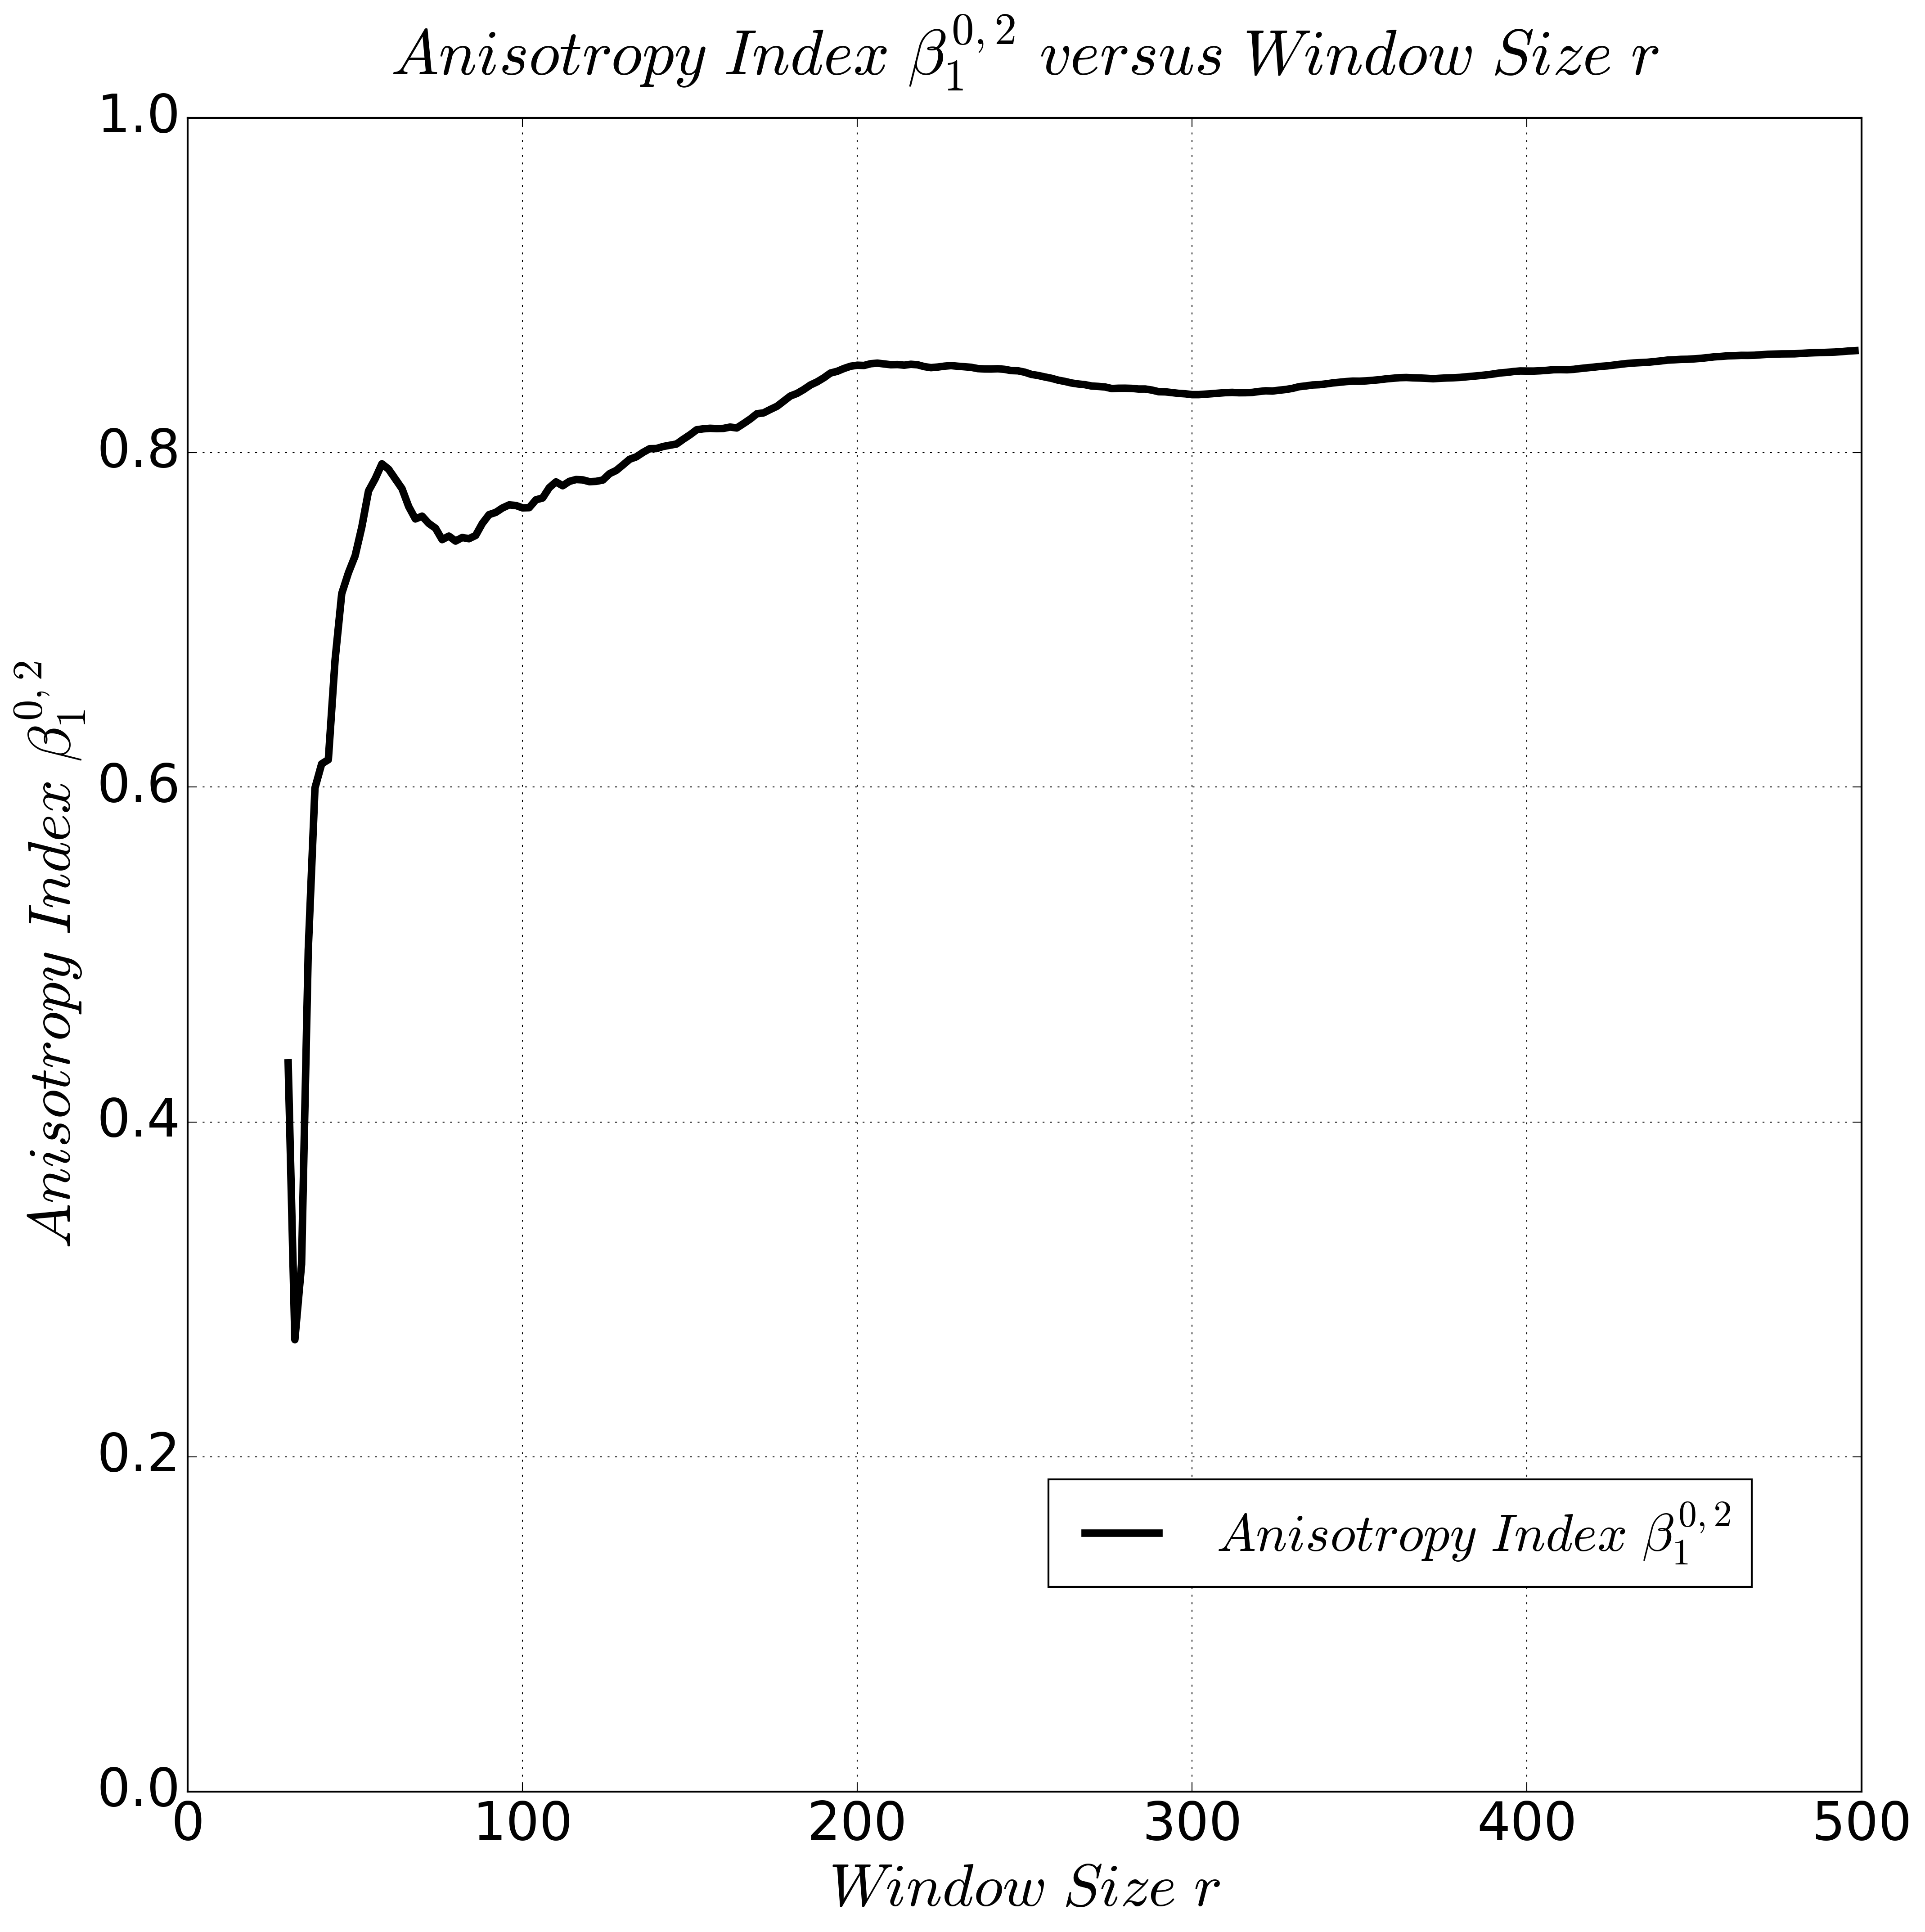 Anisotropy Index β₁^{0,2} versus Window Size r
1.0
0.8
0.6
0.4
0.2
0.0
Anisotropy Index β₁^{0,2}
Anisotropy Index β₁^{0,2}
0 100 200 300 400 500
Window Size r